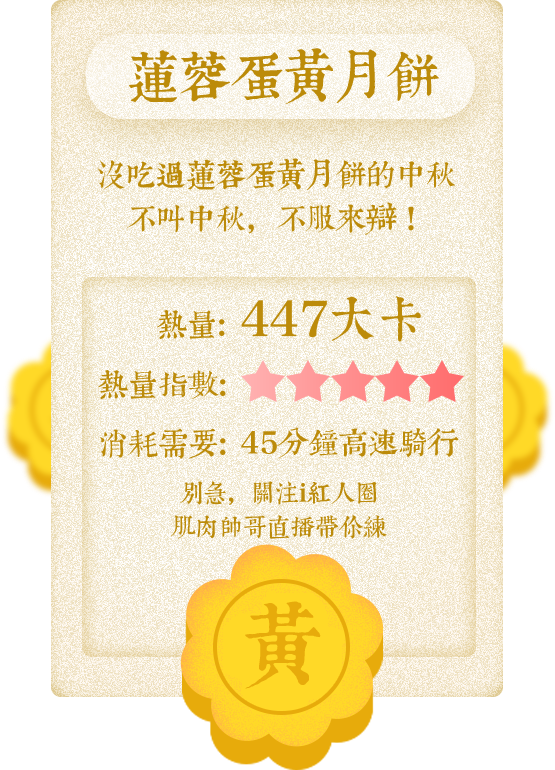 蓮蓉蛋黃月餅
沒吃過蓮蓉蛋黃月餅的中秋
不叫中秋，不服來辯！
熱量: 447大卡
熱量指數: ★★★★★
消耗需要: 45分鐘高速騎行
別急，關注i紅人圈
肌肉帥哥直播帶你練
黃